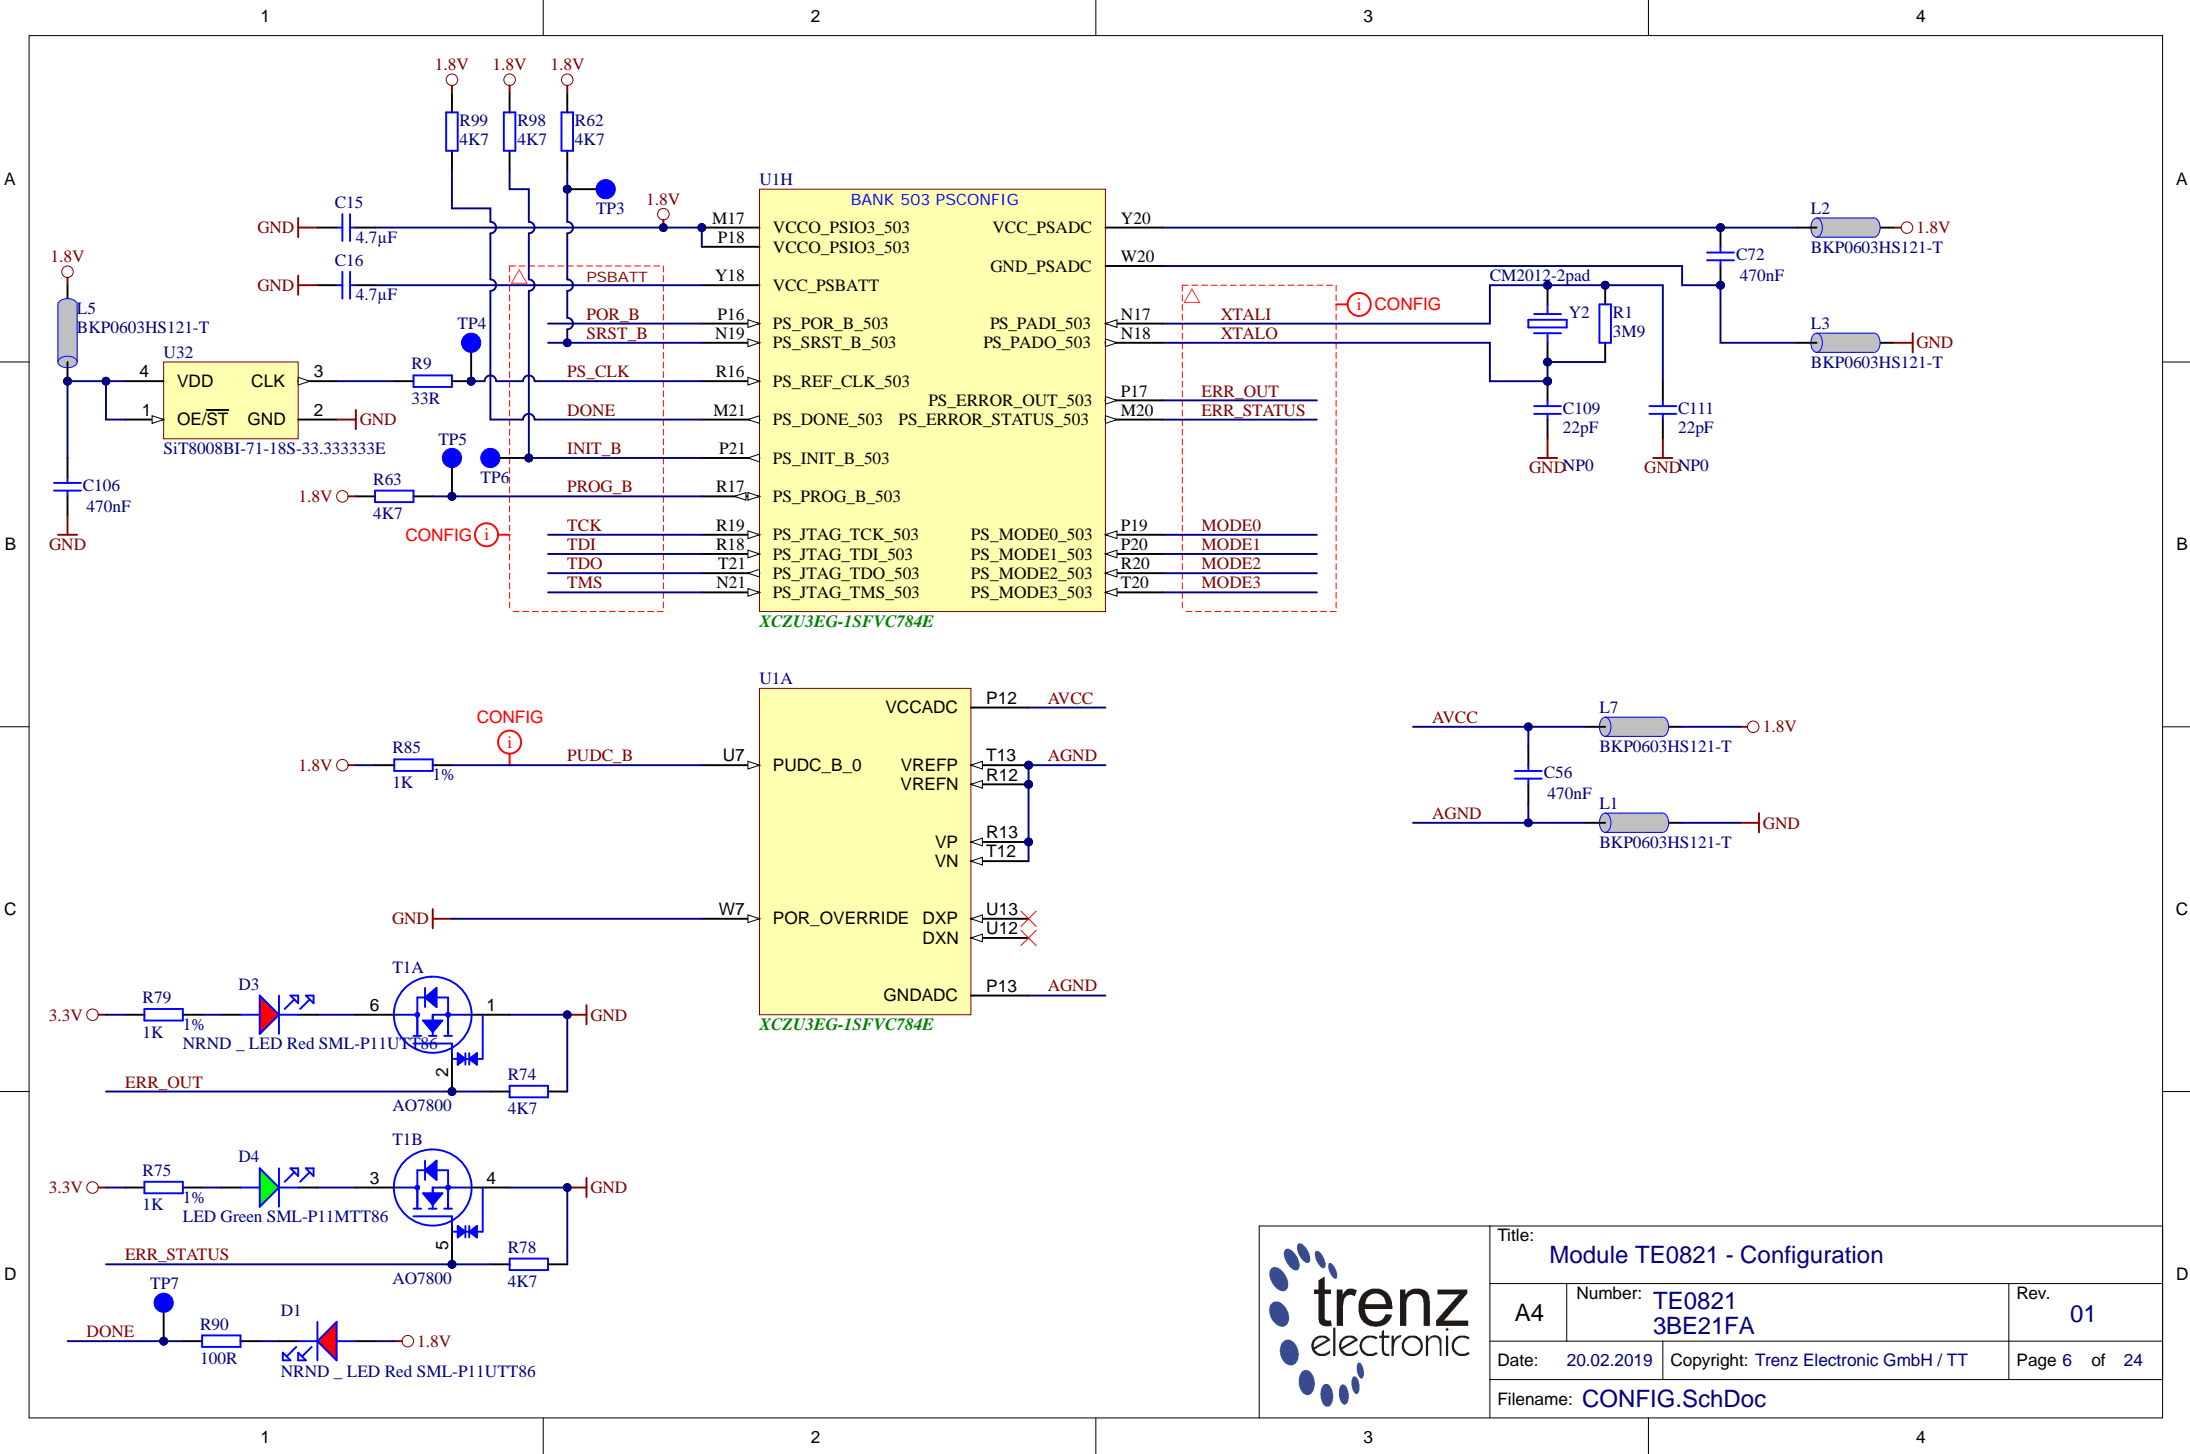 1 2 3 4
A
A
B
B
C
C
D
D
1.8V 1.8V 1.8V
R99
4K7
R98
4K7
R62
4K7
TP3
1.8V
C15
GND
4.7µF
C16
GND
4.7µF
1.8V
L5
BKP0603HS121-T
U32
4 VDD CLK 3
1 OE/ST GND 2
GND
SiT8008BI-71-18S-33.333333E
C106
470nF
GND
TP4
R9
33R
TP5
TP6
1.8V
R63
4K7
CONFIG
i
PSBATT
POR_B
SRST_B
PS_CLK
DONE
INIT_B
PROG_B
TCK
TDI
TDO
TMS
U1H
BANK 503 PSCONFIG
M17 VCCO_PSIO3_503
P18 VCCO_PSIO3_503
Y18 VCC_PSBATT
P16 PS_POR_B_503
N19 PS_SRST_B_503
R16 PS_REF_CLK_503
M21 PS_DONE_503
P21 PS_INIT_B_503
R17 PS_PROG_B_503
R19 PS_JTAG_TCK_503
R18 PS_JTAG_TDI_503
T21 PS_JTAG_TDO_503
N21 PS_JTAG_TMS_503
VCC_PSADC Y20
GND_PSADC W20
PS_PADI_503 N17 XTALI
PS_PADO_503 N18 XTALO
PS_ERROR_OUT_503 P17 ERR_OUT
PS_ERROR_STATUS_503 M20 ERR_STATUS
PS_MODE0_503 P19 MODE0
PS_MODE1_503 P20 MODE1
PS_MODE2_503 R20 MODE2
PS_MODE3_503 T20 MODE3
XCZU3EG-1SFVC784E
i CONFIG
CM2012-2pad
Y2
R1
3M9
C109
22pF
GND NP0
C111
22pF
GND NP0
L2
1.8V
BKP0603HS121-T
C72
470nF
L3
GND
BKP0603HS121-T
U1A
VCCADC P12 AVCC
PUDC_B_0
VREFP T13 AGND
VREFN R12
VP R13
VN T12
POR_OVERRIDE
DXP U13
DXN U12
GNDADC P13 AGND
XCZU3EG-1SFVC784E
CONFIG
i
1.8V
R85
1K
1%
PUDC_B U7
GND W7
AVCC
L7
1.8V
BKP0603HS121-T
C56
470nF
AGND
L1
GND
BKP0603HS121-T
3.3V
R79
1K
1%
D3
NRND _ LED Red SML-P11UTT86
T1A
6 1
2
GND
ERR_OUT
AO7800
R74
4K7
3.3V
R75
1K
1%
D4
LED Green SML-P11MTT86
T1B
3 4
5
GND
ERR_STATUS
AO7800
R78
4K7
TP7
DONE
R90
100R
D1
1.8V
NRND _ LED Red SML-P11UTT86
trenz
electronic
Title:
Module TE0821 - Configuration
A4
Number: TE0821
3BE21FA
Rev.
01
Date: 20.02.2019
Copyright: Trenz Electronic GmbH / TT
Page 6 of 24
Filename: CONFIG.SchDoc
1 2 3 4